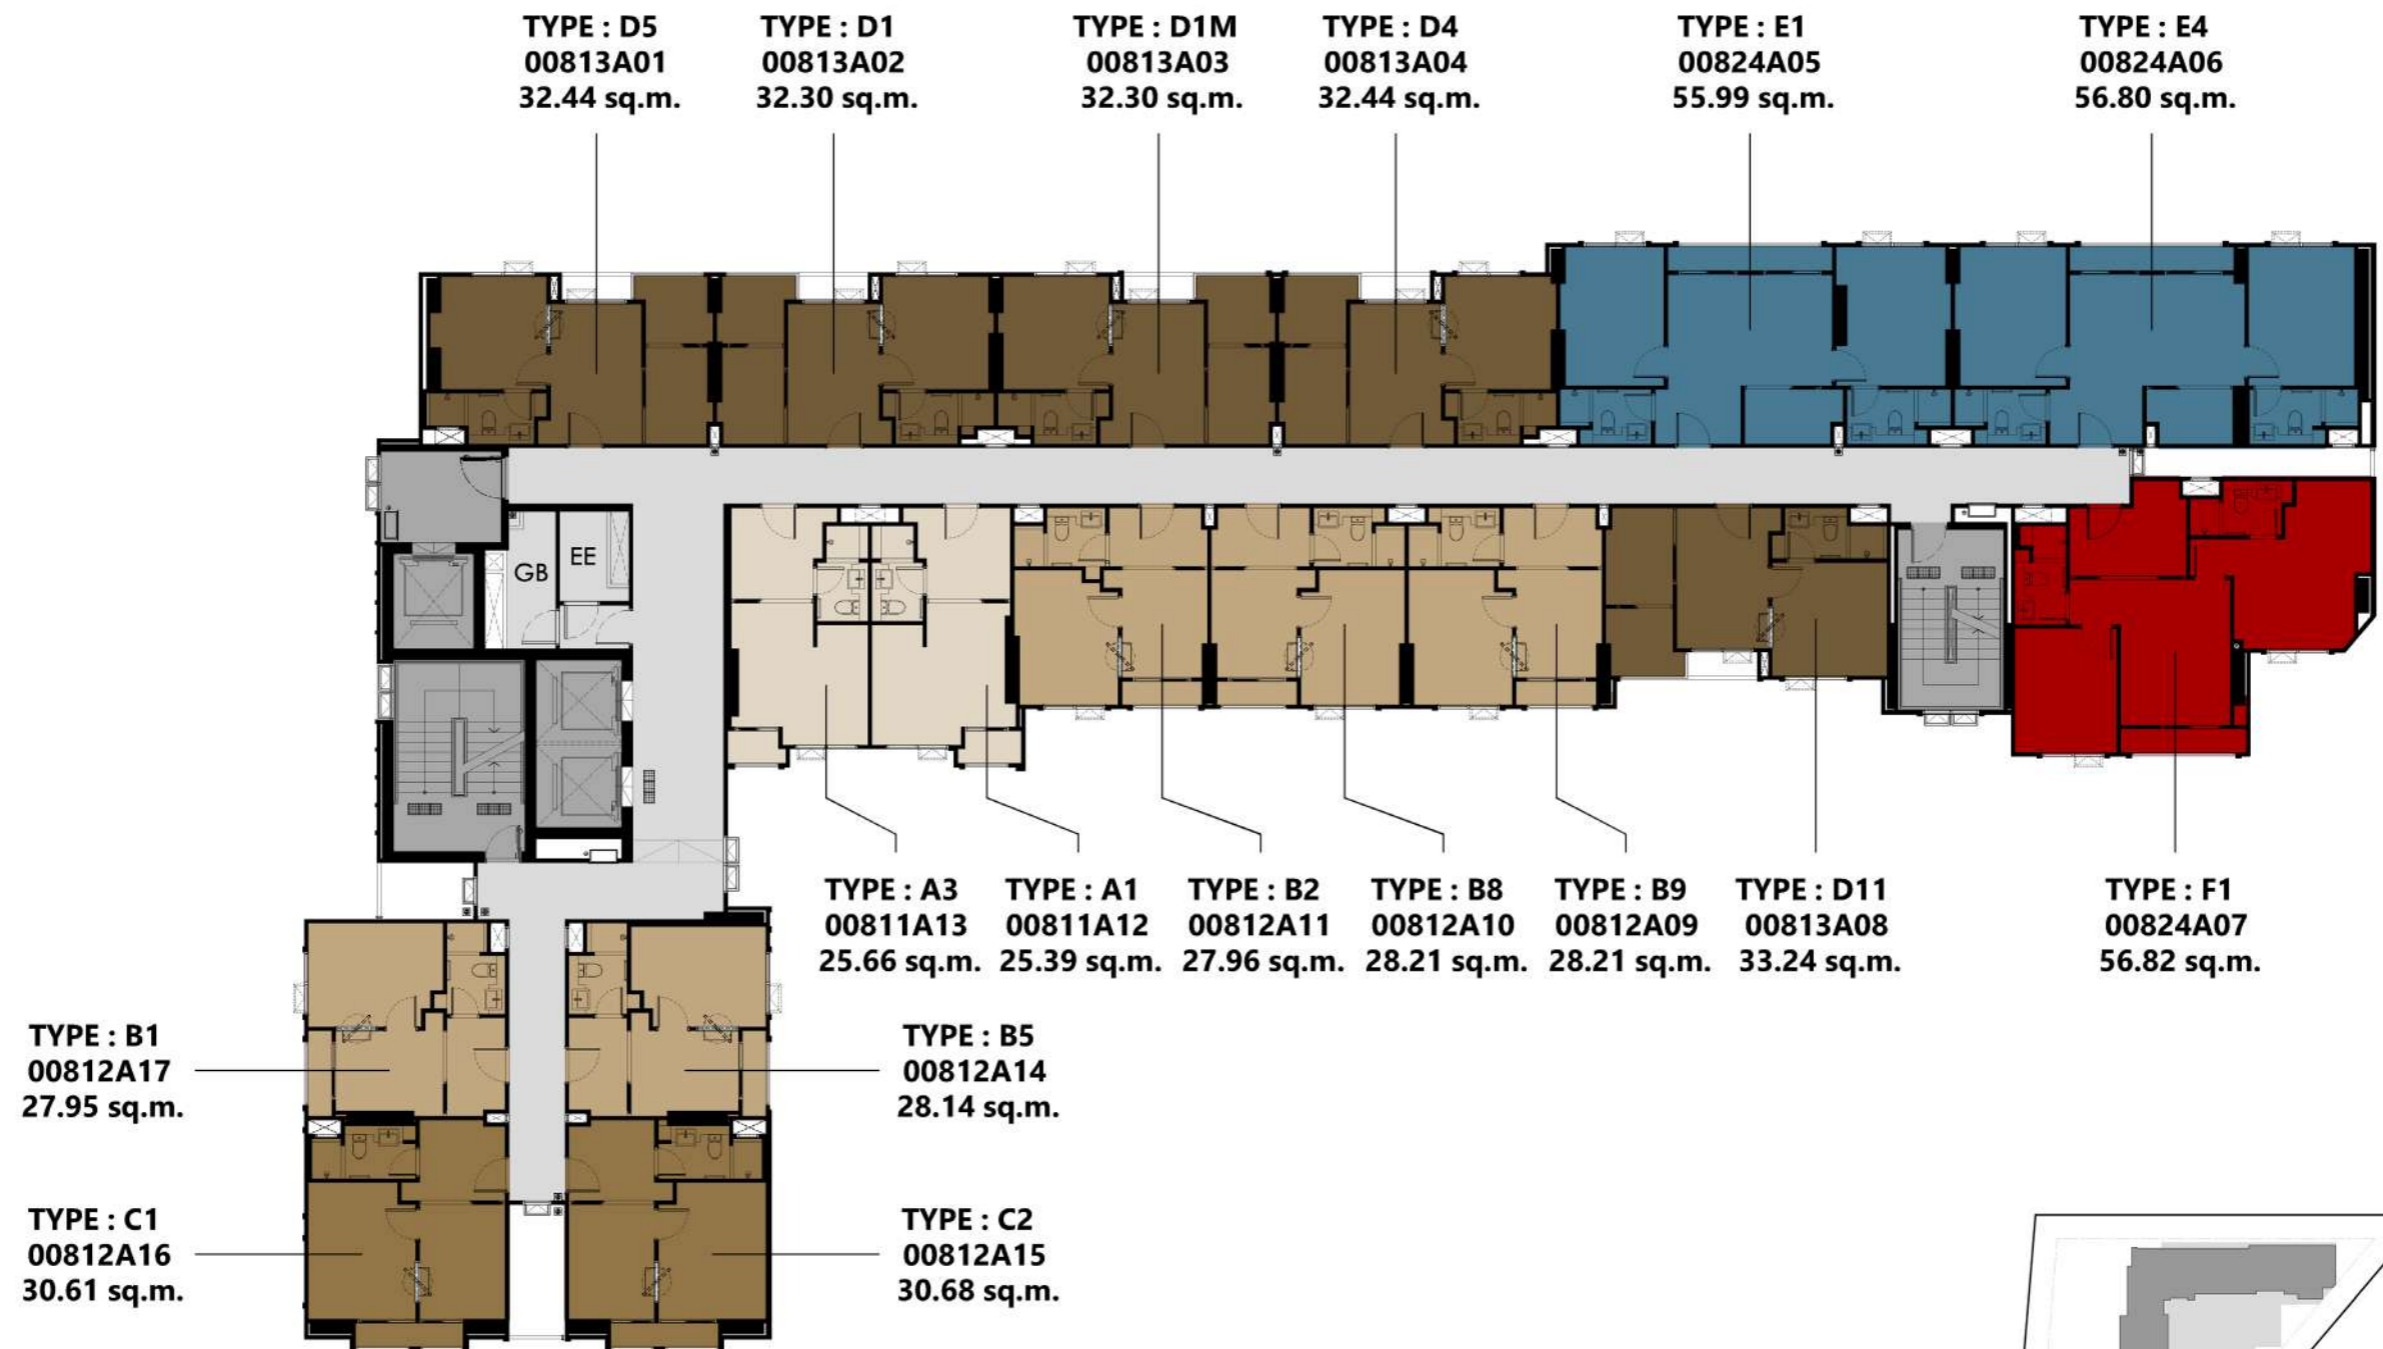 TYPE : D5
00813A01
32.44 sq.m.
TYPE : D1
00813A02
32.30 sq.m.
TYPE : D1M
00813A03
32.30 sq.m.
TYPE : D4
00813A04
32.44 sq.m.
TYPE : E1
00824A05
55.99 sq.m.
TYPE : E4
00824A06
56.80 sq.m.
GB
EE
TYPE : A3
00811A13
25.66 sq.m.
TYPE : A1
00811A12
25.39 sq.m.
TYPE : B2
00812A11
27.96 sq.m.
TYPE : B8
00812A10
28.21 sq.m.
TYPE : B9
00812A09
28.21 sq.m.
TYPE : D11
00813A08
33.24 sq.m.
TYPE : F1
00824A07
56.82 sq.m.
TYPE : B1
00812A17
27.95 sq.m.
TYPE : B5
00812A14
28.14 sq.m.
TYPE : C1
00812A16
30.61 sq.m.
TYPE : C2
00812A15
30.68 sq.m.